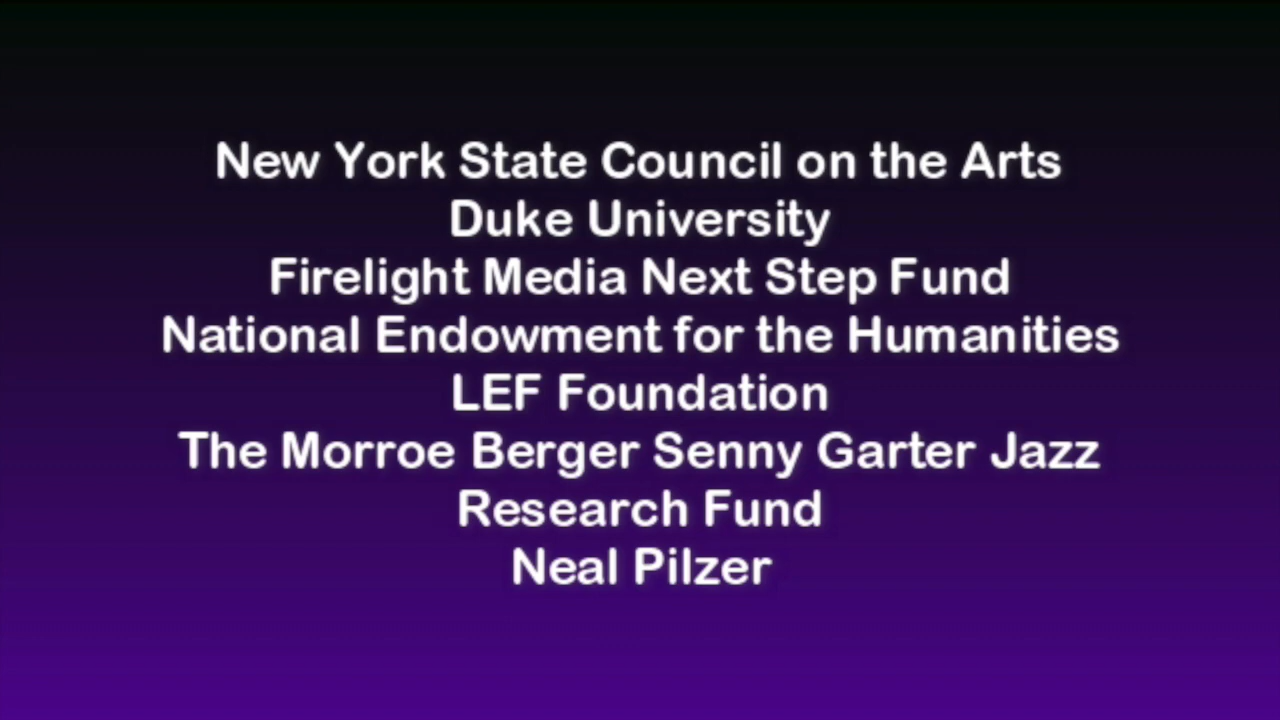 New York State Council on the Arts
Duke University
Firelight Media Next Step Fund
National Endowment for the Humanities
LEF Foundation
The Morroe Berger Senny Garter Jazz
Research Fund
Neal Pilzer